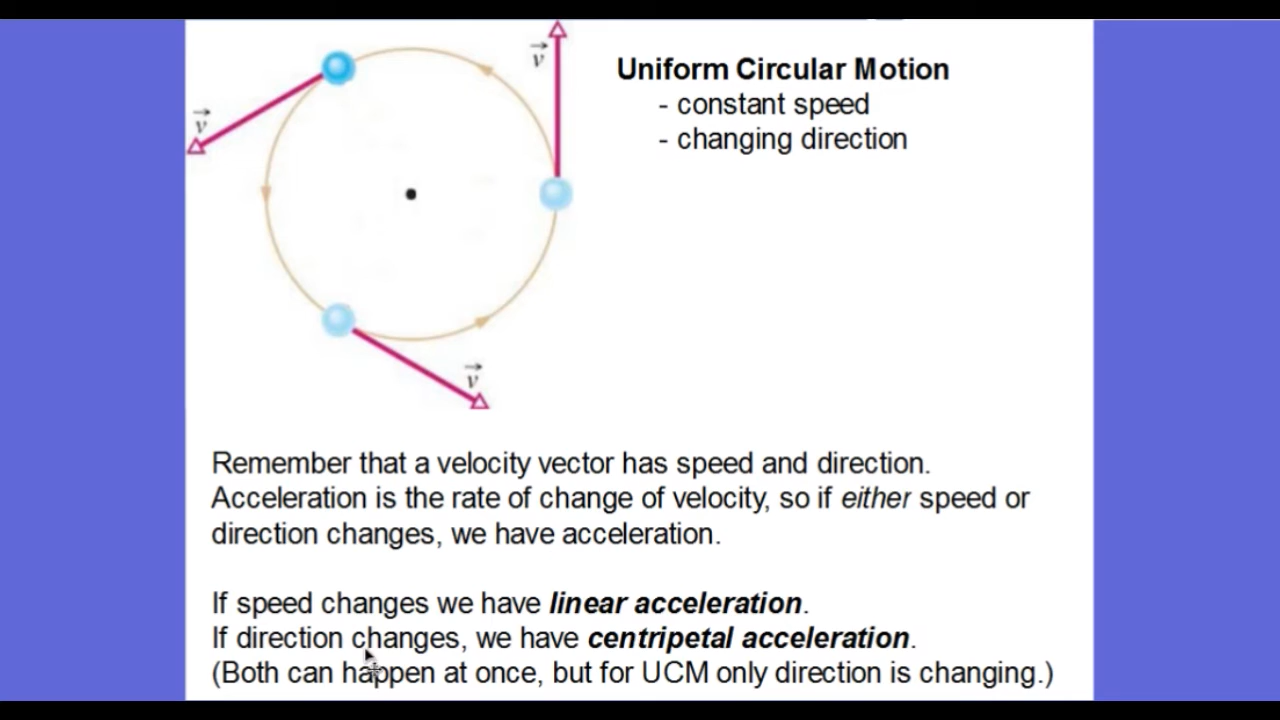 Uniform Circular Motion
- constant speed
- changing direction
v
v
v
Remember that a velocity vector has speed and direction.
Acceleration is the rate of change of velocity, so if either speed or
direction changes, we have acceleration.
If speed changes we have linear acceleration.
If direction changes, we have centripetal acceleration.
(Both can happen at once, but for UCM only direction is changing.)